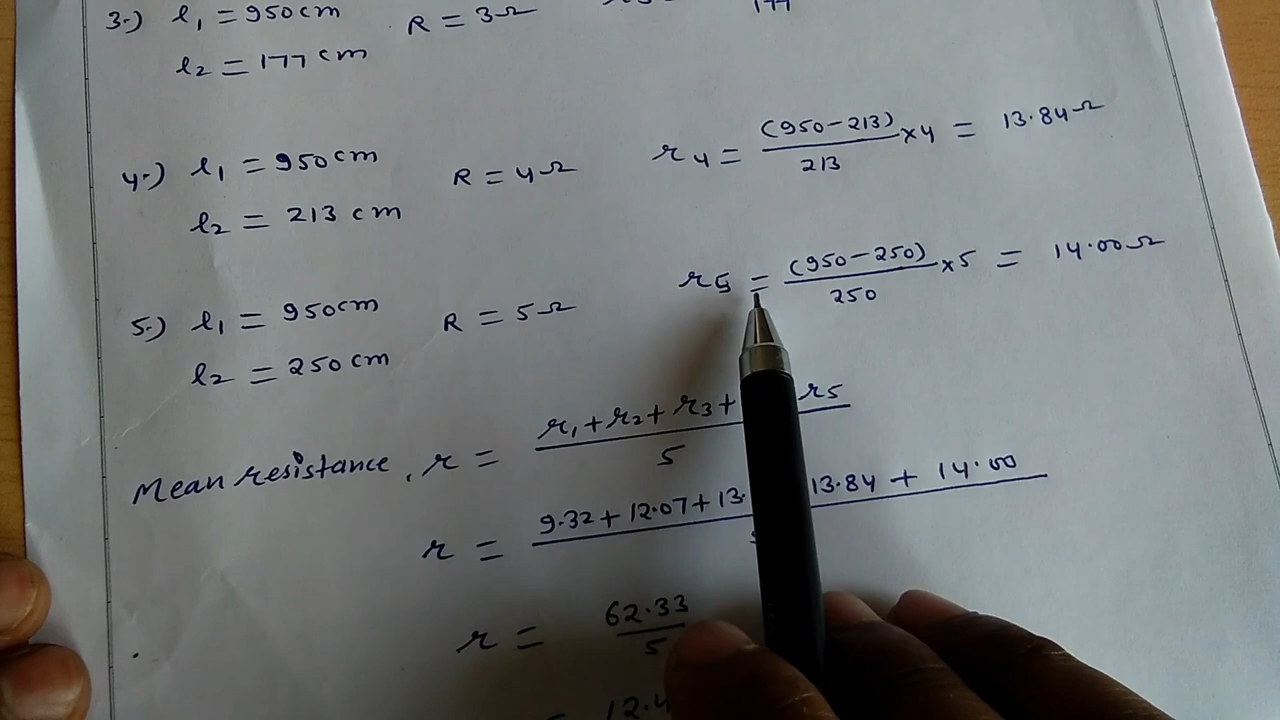 3.) l₁ = 950 cm R = 3Ω 177
l₂ = 177 cm
4.) l₁ = 950 cm R = 4Ω r₄ = (950-213)/213 ×4 = 13.84Ω
l₂ = 213 cm
5.) l₁ = 950 cm R = 5Ω r₅ = (950-250)/250 ×5 = 14.00Ω
l₂ = 250 cm
Mean resistance, r = r₁+r₂+r₃+ r₅/5
r = 9.32+12.07+13. 13.84+14.00
r = 62.33/5
12.4